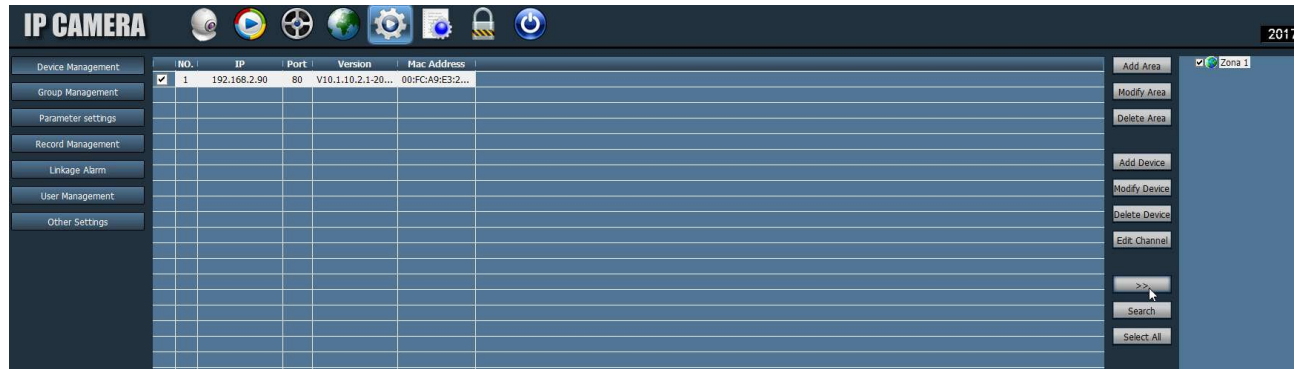 IP CAMERA
2017
Device Management
Group Management
Parameter settings
Record Management
Linkage Alarm
User Management
Other Settings
NO. IP Port Version Mac Address
1 192.168.2.90 80 V10.1.10.2.1-20... 00:FC:A9:E3:2...
Add Area
Modify Area
Delete Area
Add Device
Modify Device
Delete Device
Edit Channel
>>
Search
Select All
Zona 1